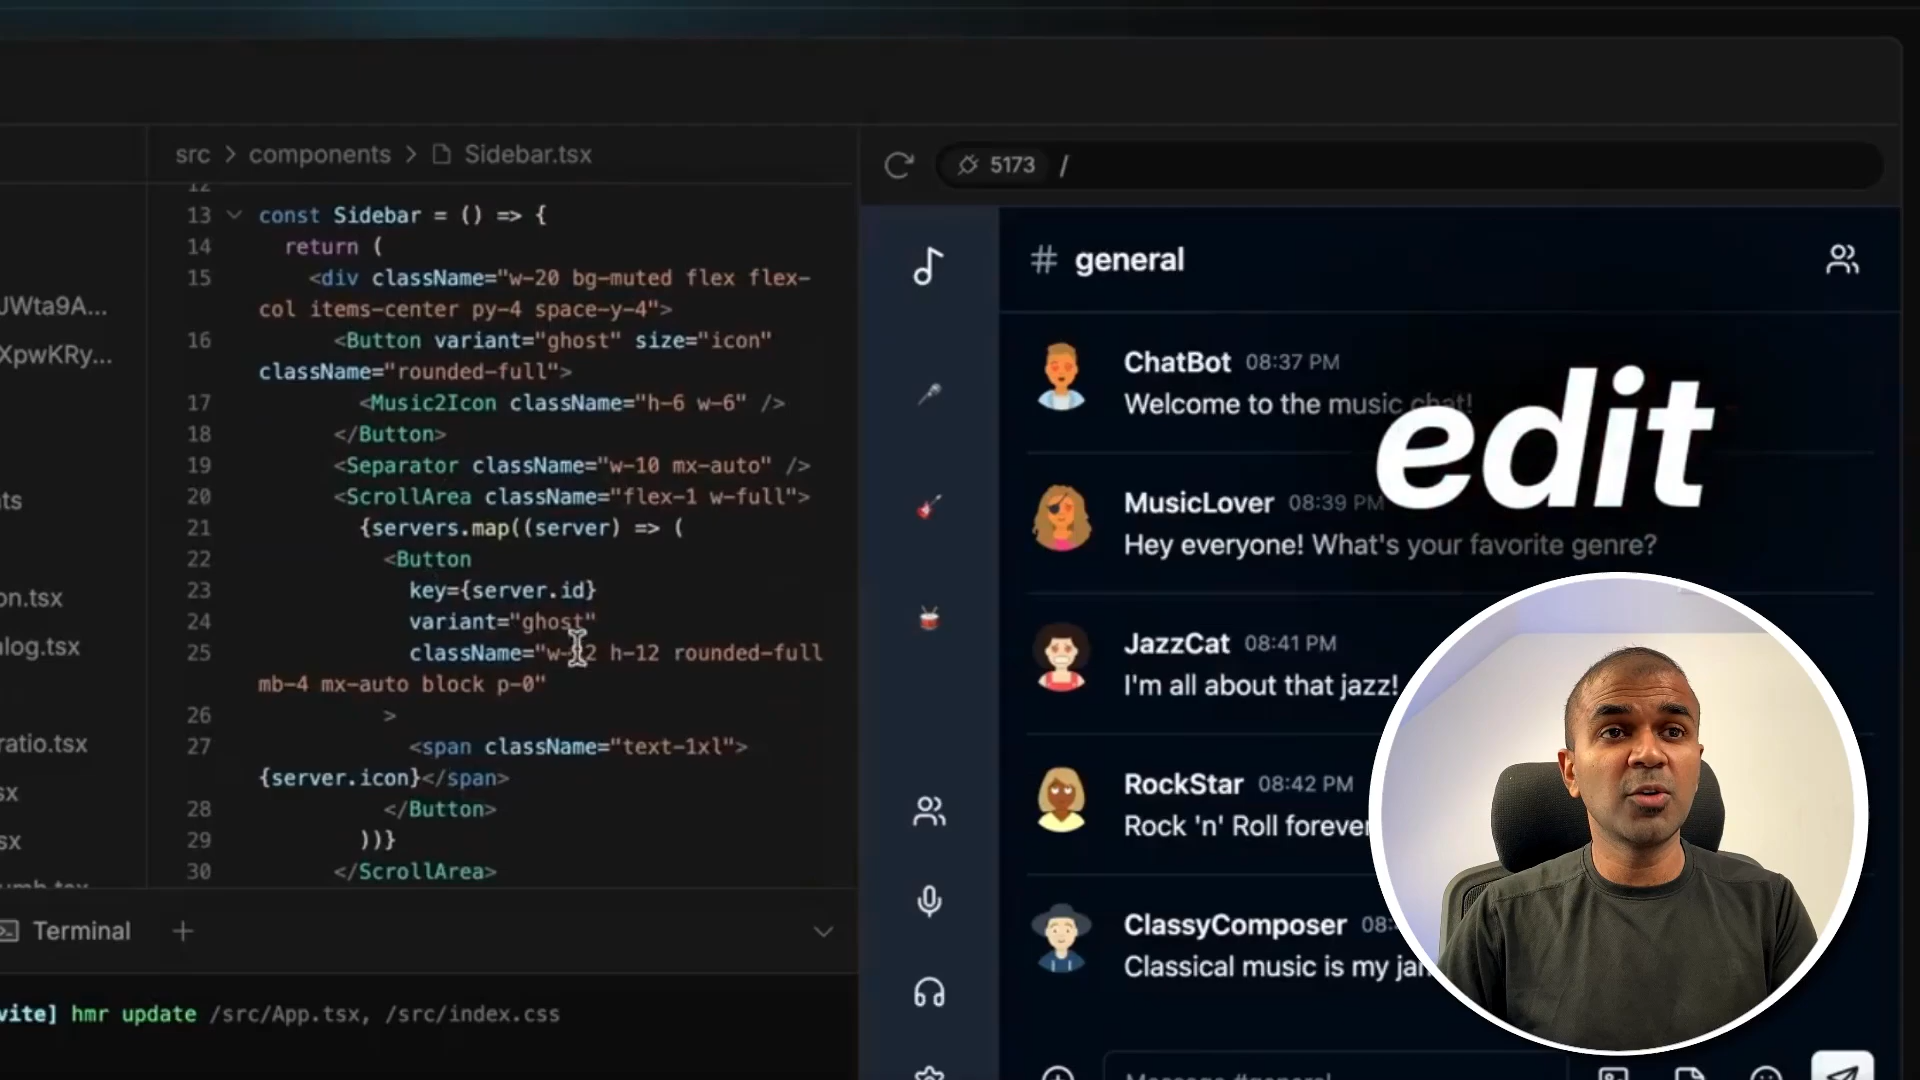 src > components > Sidebar.tsx
12
13 const Sidebar = () => {
14 return (
15 <div className="w-20 bg-muted flex flex-
col items-center py-4 space-y-4">
16 <Button variant="ghost" size="icon"
className="rounded-full">
17 <Music2Icon className="h-6 w-6" />
18 </Button>
19 <Separator className="w-10 mx-auto" />
20 <ScrollArea className="flex-1 w-full">
21 {servers.map((server) => (
22 <Button
23 key={server.id}
24 variant="ghost"
25 className="w-12 h-12 rounded-full
mb-4 mx-auto block p-0"
26 >
27 <span className="text-1xl">
{server.icon}</span>
28 </Button>
29 ))}
30 </ScrollArea>
JWta9A...
XpwKRy...
ts
on.tsx
alog.tsx
ratio.tsx
sx
sx
umb.tsx
Terminal
vite] hmr update /src/App.tsx, /src/index.css
5173 /
# general
ChatBot 08:37 PM
Welcome to the music chat!
MusicLover 08:39 PM
Hey everyone! What's your favorite genre?
JazzCat 08:41 PM
I'm all about that jazz!
RockStar 08:42 PM
Rock 'n' Roll forever
ClassyComposer 08:
Classical music is my jam
Message #general
edit